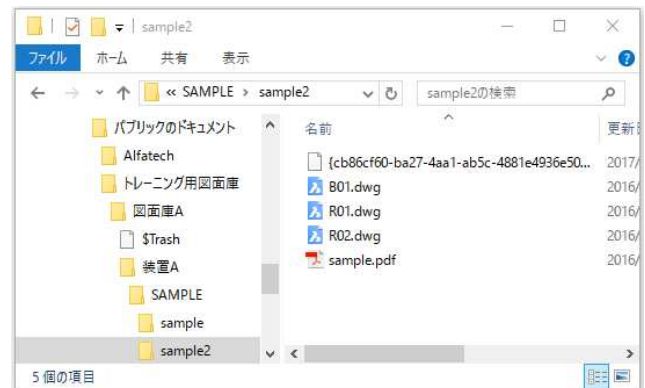 sample2
ファイル ホーム 共有 表示
« SAMPLE > sample2 sample2の検索
パブリックのドキュメント
Alfatech
トレーニング用図面庫
図面庫A
$Trash
装置A
SAMPLE
sample
sample2
名前 更新
{cb86cf60-ba27-4aa1-ab5c-4881e4936e50... 2017/
B01.dwg 2016/
R01.dwg 2016/
R02.dwg 2016/
sample.pdf 2016/
5 個の項目